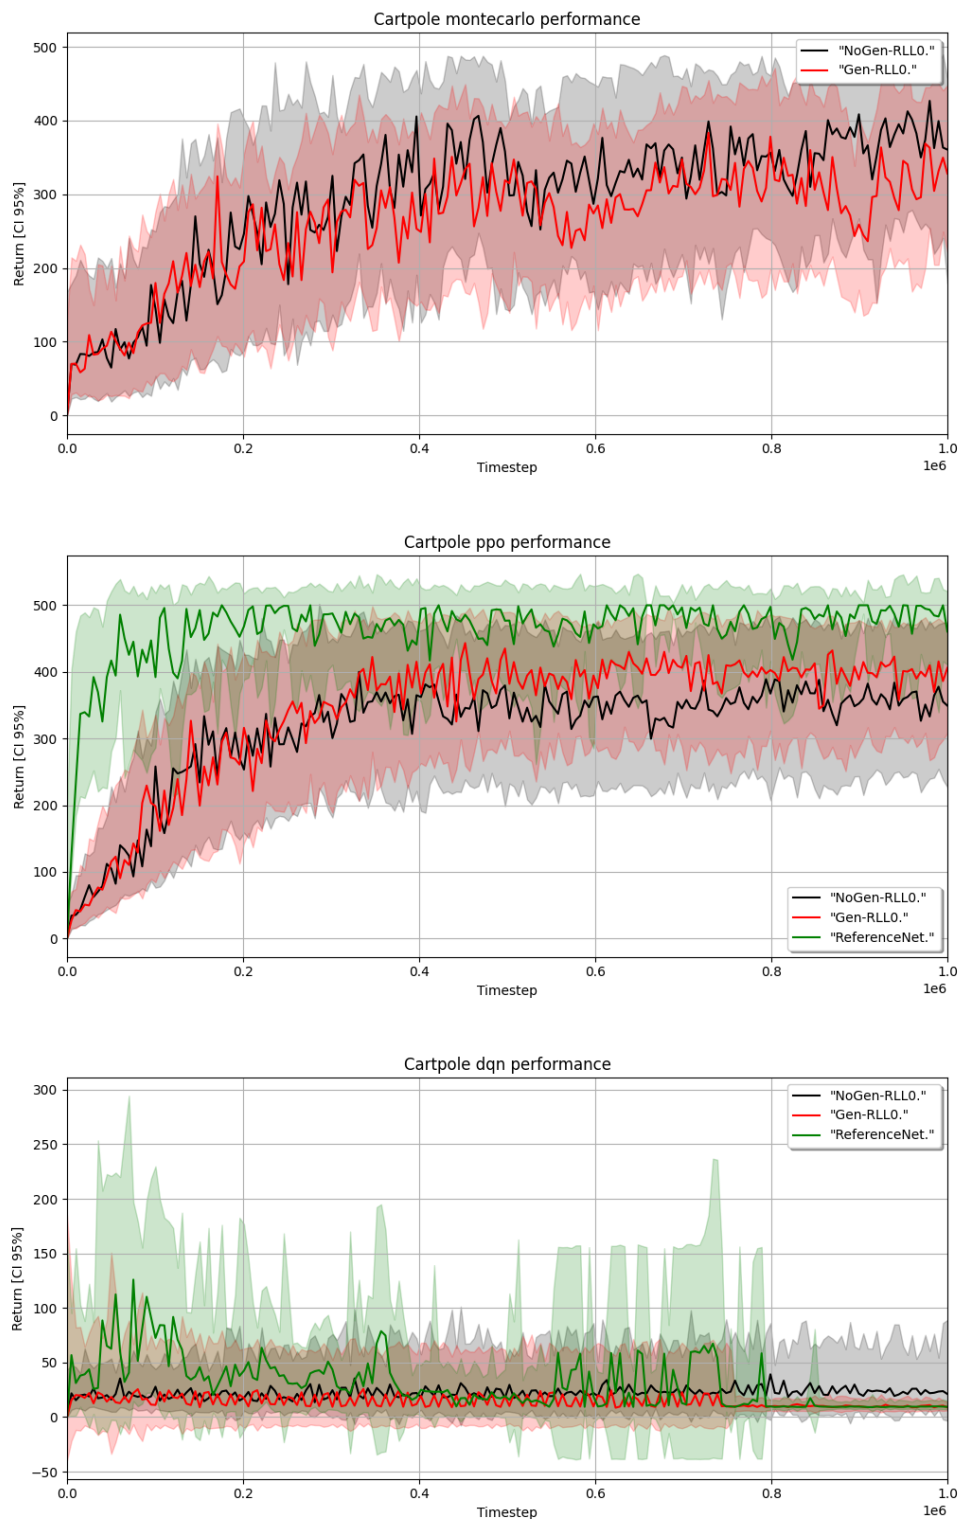 Cartpole montecarlo performance
"NoGen-RLL0."
"Gen-RLL0."
Return [CI 95%]
500
400
300
200
100
0
0.0 0.2 0.4 0.6 0.8 1.0
1e6
Timestep
Cartpole ppo performance
Return [CI 95%]
500
400
300
200
100
0
"NoGen-RLL0."
"Gen-RLL0."
"ReferenceNet."
0.0 0.2 0.4 0.6 0.8 1.0
1e6
Timestep
Cartpole dqn performance
"NoGen-RLL0."
"Gen-RLL0."
"ReferenceNet."
Return [CI 95%]
300
250
200
150
100
50
0
−50
0.0 0.2 0.4 0.6 0.8 1.0
1e6
Timestep